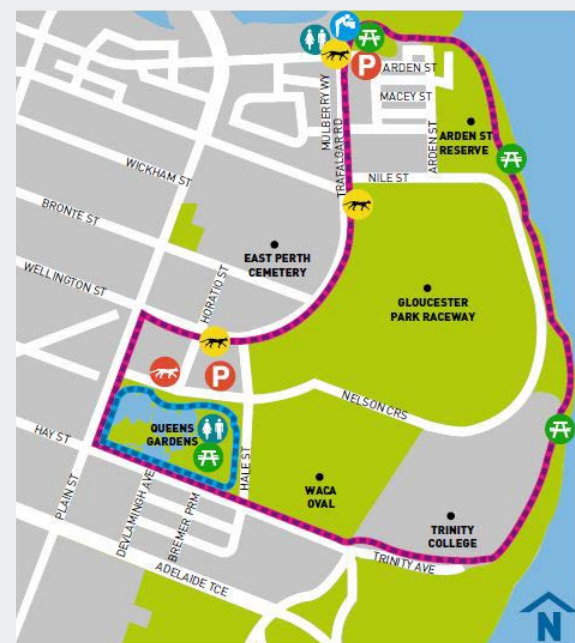 P
ARDEN ST
MULBERRY WY
MACEY ST
TRAFALGAR RD
ARDEN ST
ARDEN ST
RESERVE
WICKHAM ST
NILE ST
BRONTE ST
EAST PERTH
CEMETERY
WELLINGTON ST
HORATIO ST
GLOUCESTER
PARK RACEWAY
P
NELSON CRS
HAY ST
QUEENS
GARDENS
HALE ST
PLAIN ST
DEVLAMINGH AVE
BREMER PRM
WACA
OVAL
TRINITY
COLLEGE
TRINITY AVE
ADELAIDE TCE
N